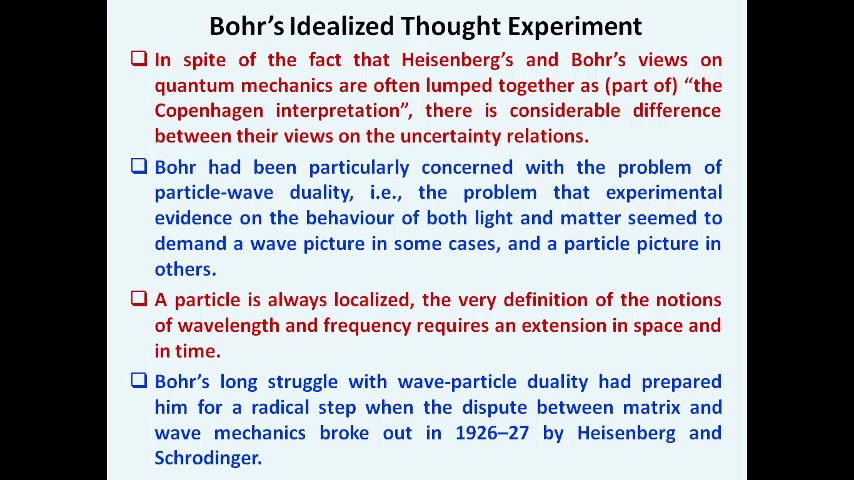 Bohr's Idealized Thought Experiment
❑ In spite of the fact that Heisenberg's and Bohr's views on
quantum mechanics are often lumped together as (part of) "the
Copenhagen interpretation", there is considerable difference
between their views on the uncertainty relations.
❑ Bohr had been particularly concerned with the problem of
particle-wave duality, i.e., the problem that experimental
evidence on the behaviour of both light and matter seemed to
demand a wave picture in some cases, and a particle picture in
others.
❑ A particle is always localized, the very definition of the notions
of wavelength and frequency requires an extension in space and
in time.
❑ Bohr's long struggle with wave-particle duality had prepared
him for a radical step when the dispute between matrix and
wave mechanics broke out in 1926–27 by Heisenberg and
Schrodinger.